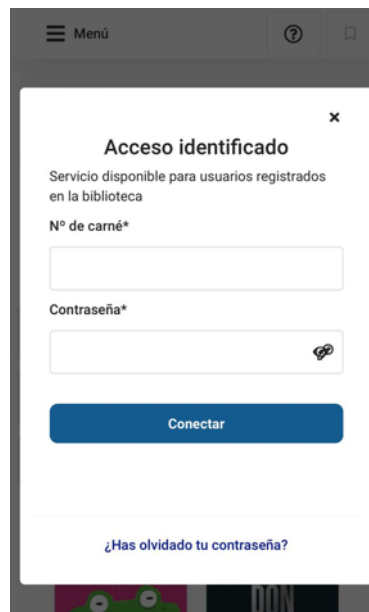 Menú
Acceso identificado
Servicio disponible para usuarios registrados
en la biblioteca
Nº de carné*
Contraseña*
Conectar
¿Has olvidado tu contraseña?
DON